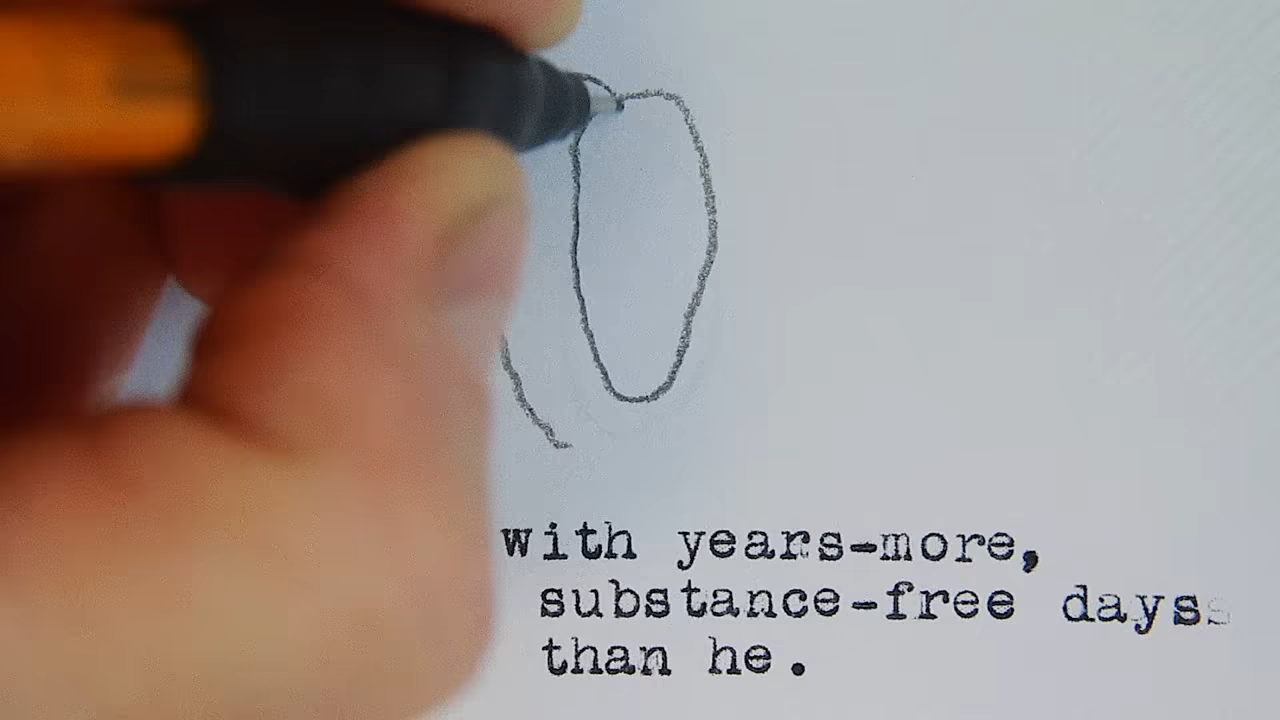 with years-more,
substance-free days
than he.